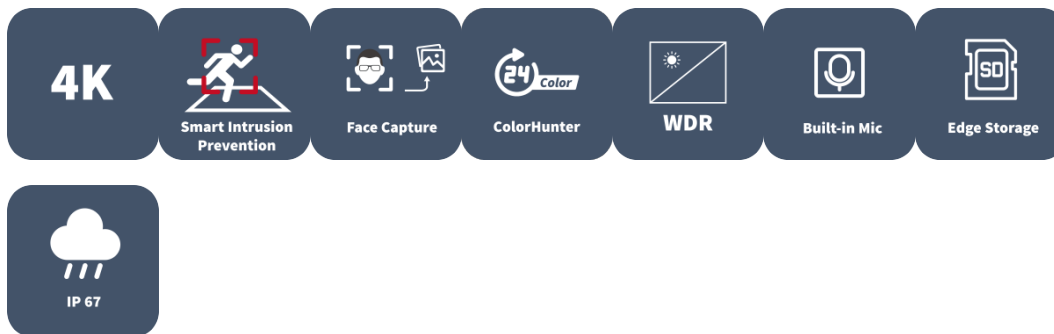 4K
Smart Intrusion
Prevention
Face Capture
24
Color
ColorHunter
WDR
Built-in Mic
SD
Edge Storage
IP 67